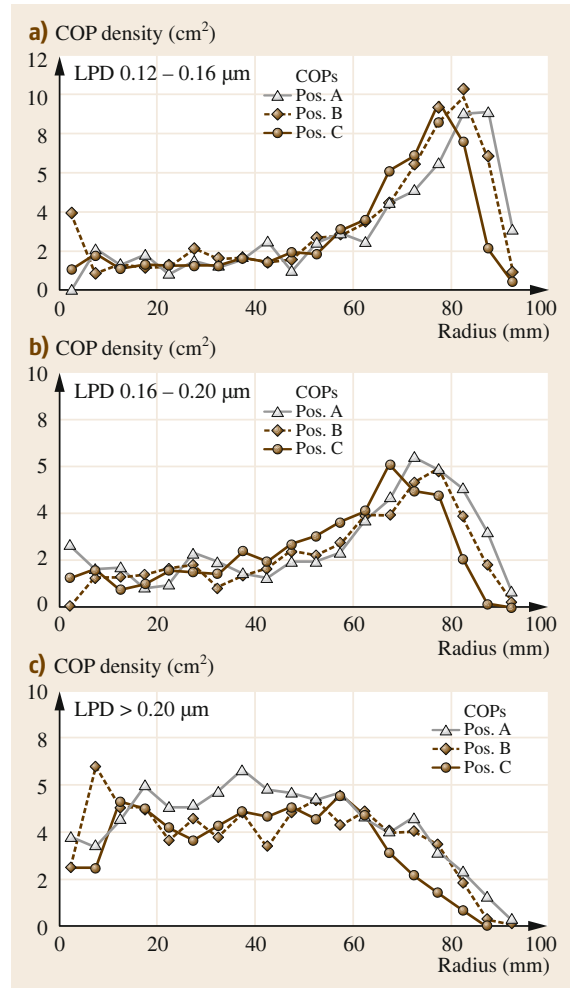 a) COP density (cm²)
LPD 0.12 – 0.16 µm
COPs
Pos. A
Pos. B
Pos. C
12
10
8
5
4
2
0
0 20 40 60 80 100
Radius (mm)
b) COP density (cm²)
LPD 0.16 – 0.20 µm
COPs
Pos. A
Pos. B
Pos. C
10
8
5
4
2
0
0 20 40 60 80 100
Radius (mm)
c) COP density (cm²)
LPD > 0.20 µm
COPs
Pos. A
Pos. B
Pos. C
10
8
5
4
2
0
0 20 40 60 80 100
Radius (mm)